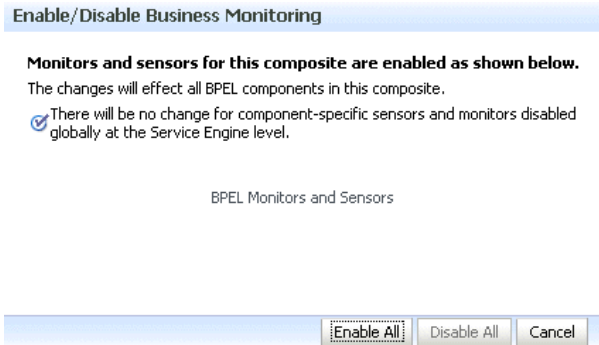 Enable/Disable Business Monitoring
Monitors and sensors for this composite are enabled as shown below.
The changes will effect all BPEL components in this composite.
There will be no change for component-specific sensors and monitors disabled
globally at the Service Engine level.
BPEL Monitors and Sensors
Enable All Disable All Cancel